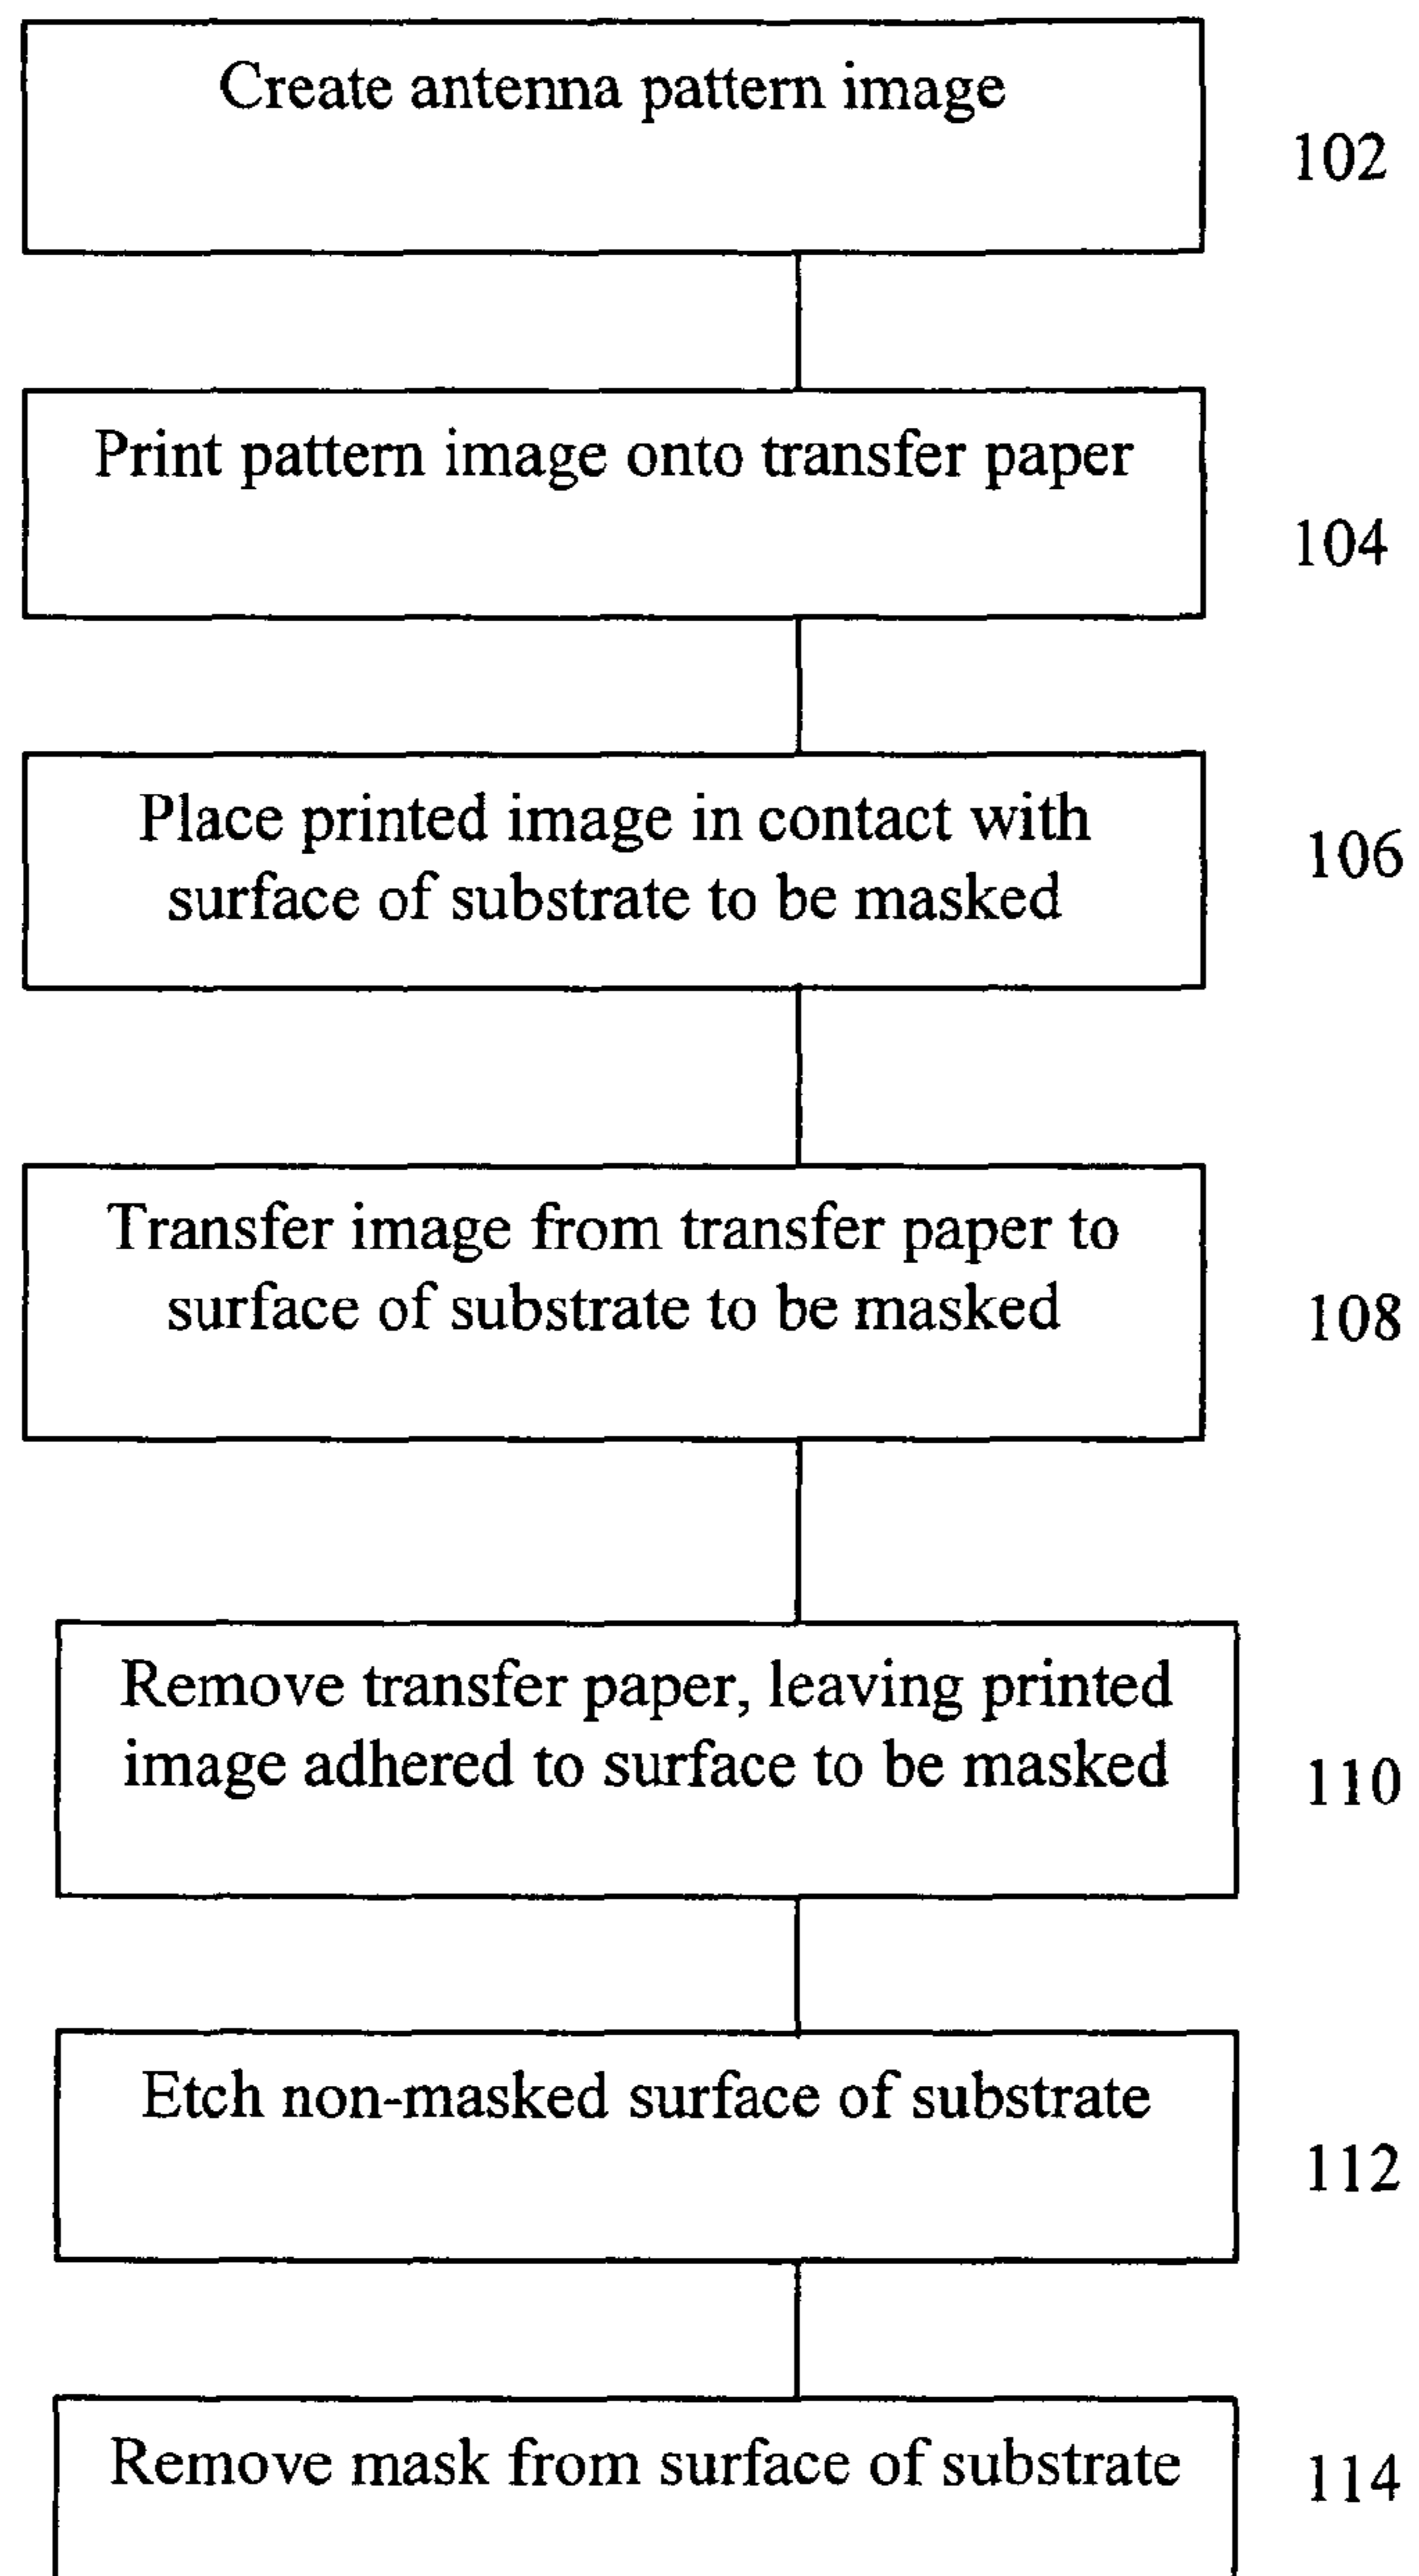 Create antenna pattern image
102
Print pattern image onto transfer paper
104
Place printed image in contact with
surface of substrate to be masked
106
Transfer image from transfer paper to
surface of substrate to be masked
108
Remove transfer paper, leaving printed
image adhered to surface to be masked
110
Etch non-masked surface of substrate
112
Remove mask from surface of substrate
114